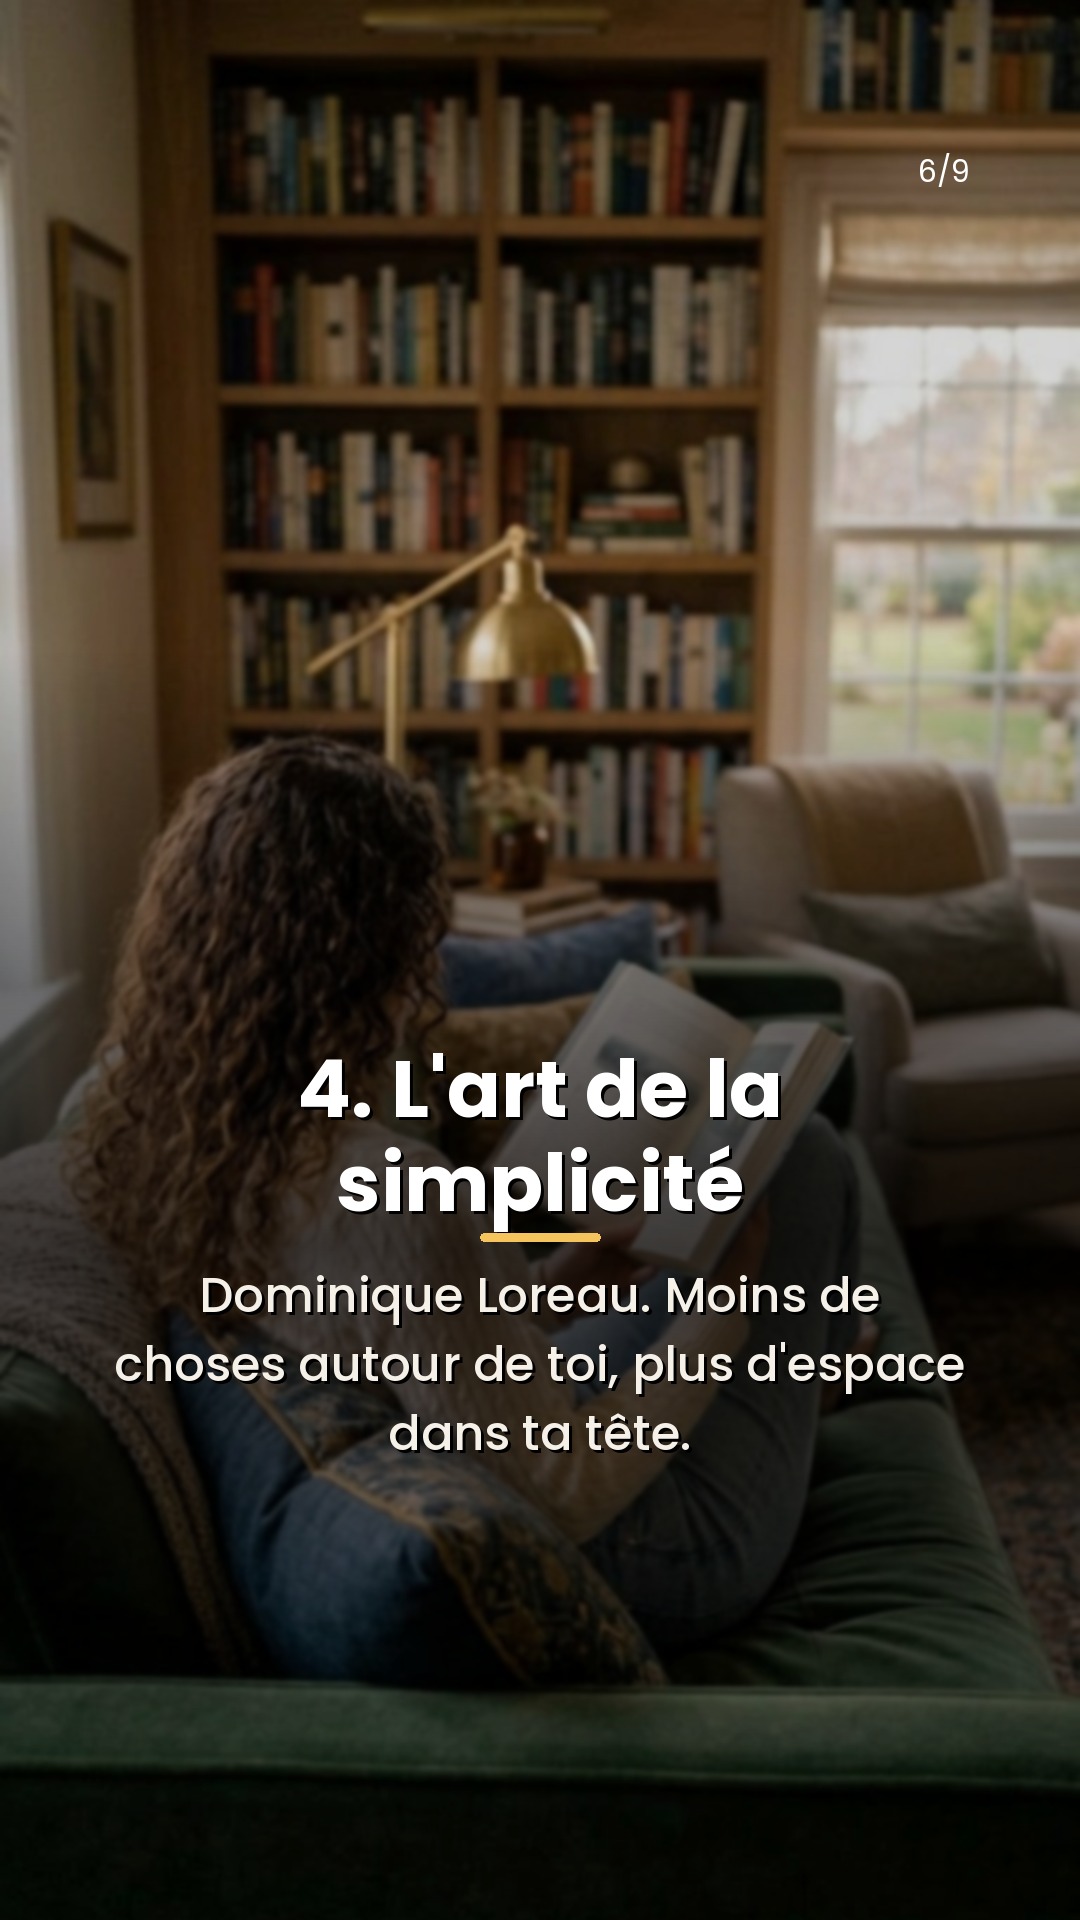 6/9
4. L'art de la
simplicité
Dominique Loreau. Moins de
choses autour de toi, plus d'espace
dans ta tête.